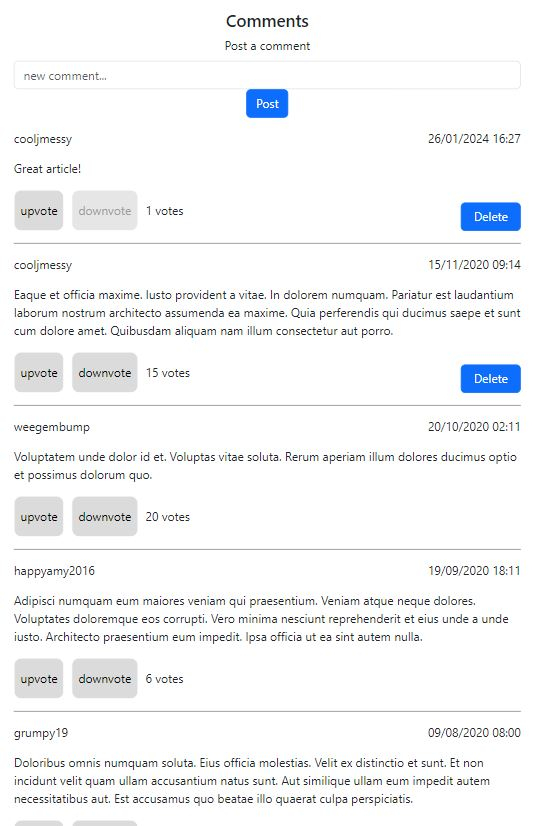 Comments
Post a comment
new comment...
Post
cooljmessy 26/01/2024 16:27
Great article!
upvote downvote 1 votes Delete
cooljmessy 15/11/2020 09:14
Eaque et officia maxime. Iusto provident a vitae. In dolorem numquam. Pariatur est laudantium
laborum nostrum architecto assumenda ea maxime. Quia perferendis qui ducimus saepe et sunt
cum dolore amet. Quibusdam aliquam nam illum consectetur aut porro.
upvote downvote 15 votes Delete
weegembump 20/10/2020 02:11
Voluptatem unde dolor id et. Voluptas vitae soluta. Rerum aperiam illum dolores ducimus optio
et possimus dolorum quo.
upvote downvote 20 votes
happyamy2016 19/09/2020 18:11
Adipisci numquam eum maiores veniam qui praesentium. Veniam atque neque dolores.
Voluptates doloremque eos corrupti. Vero minima nesciunt reprehenderit et eius unde a unde
iusto. Architecto praesentium eum impedit. Ipsa officia ut ea sint autem nulla.
upvote downvote 6 votes
grumpy19 09/08/2020 08:00
Doloribus omnis numquam soluta. Eius officia molestias. Velit ex distinctio et sunt. Et non
incidunt velit quam ullam accusantium natus sunt. Aut similique ullam eum impedit autem
necessitatibus aut. Est accusamus quo beatae illo quaerat culpa perspiciatis.